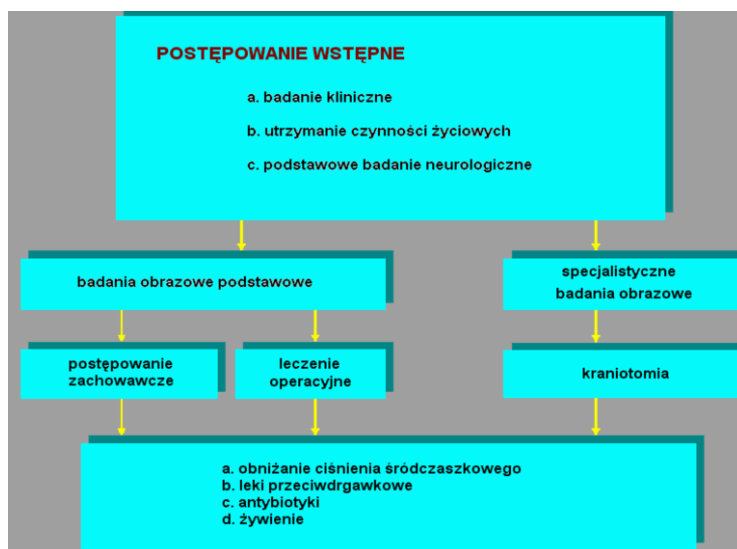 POSTĘPOWANIE WSTĘPNE
a. badanie kliniczne
b. utrzymanie czynności życiowych
c. podstawowe badanie neurologiczne
badania obrazowe podstawowe
specjalistyczne
badania obrazowe
postępowanie
zachowawcze
leczenie
operacyjne
kraniotomia
a. obniżanie ciśnienia śródczaszkowego
b. leki przeciwdrgawkowe
c. antybiotyki
d. żywienie